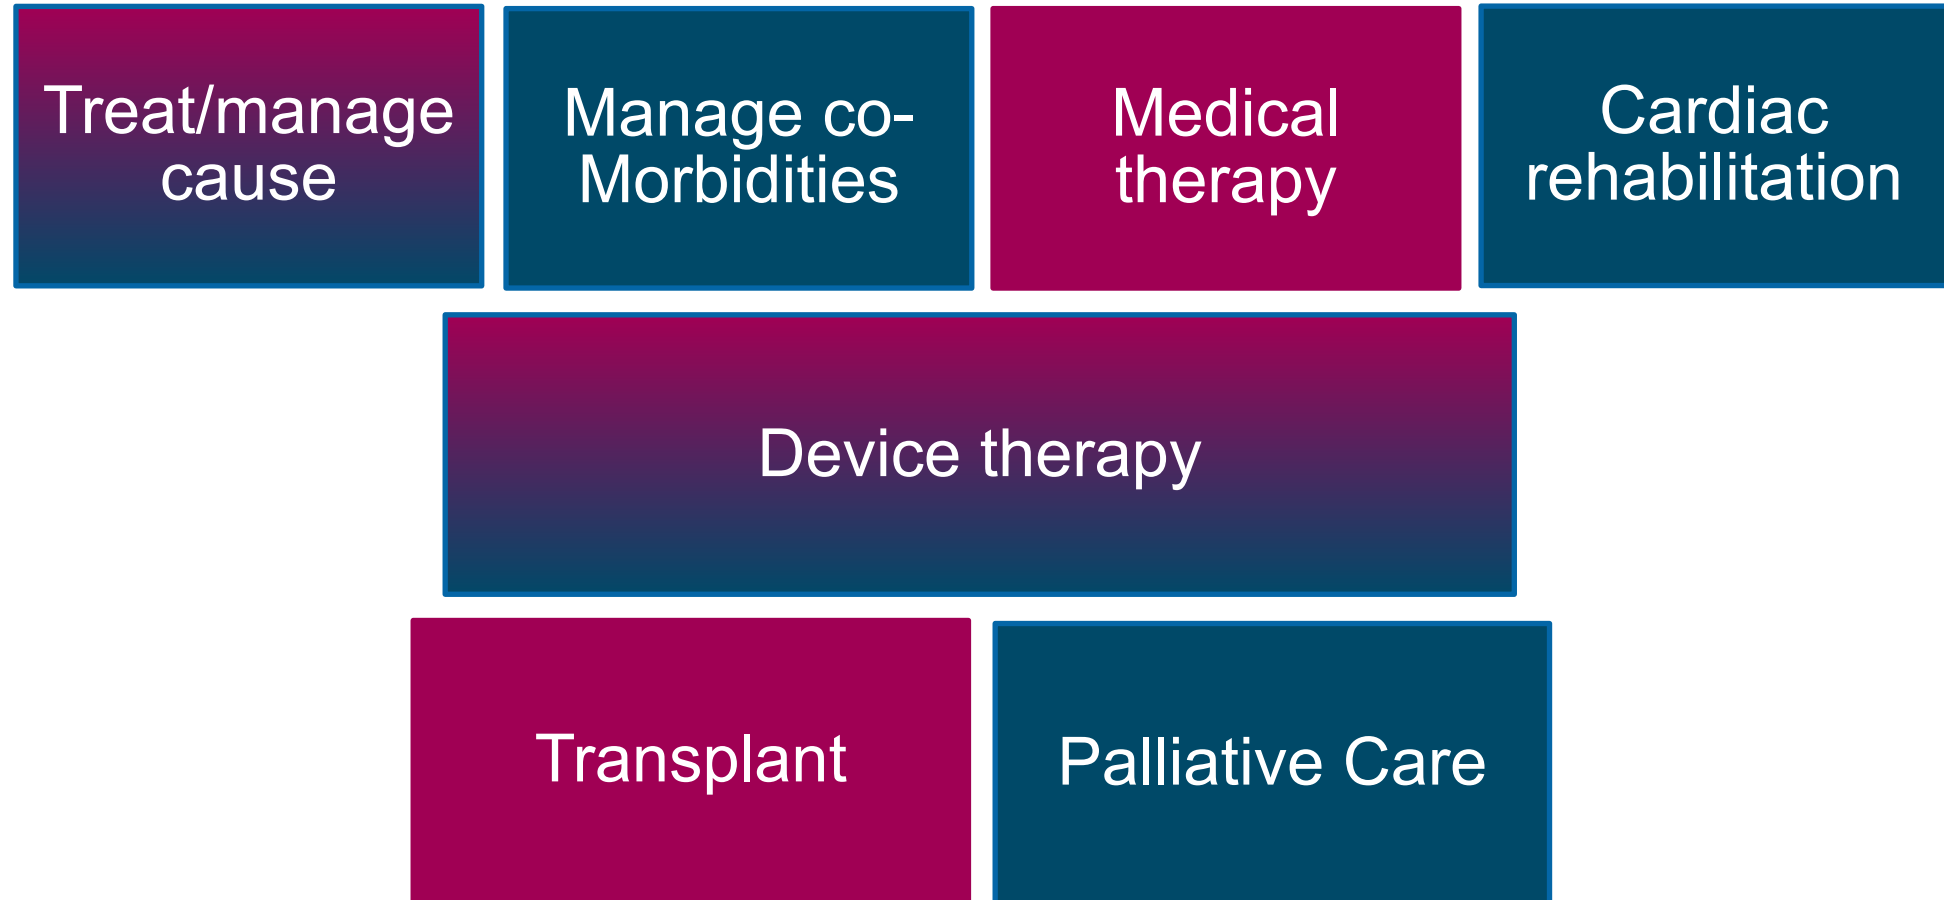 Treat/manage
cause
Manage co-
Morbidities
Medical
therapy
Cardiac
rehabilitation
Device therapy
Transplant
Palliative Care